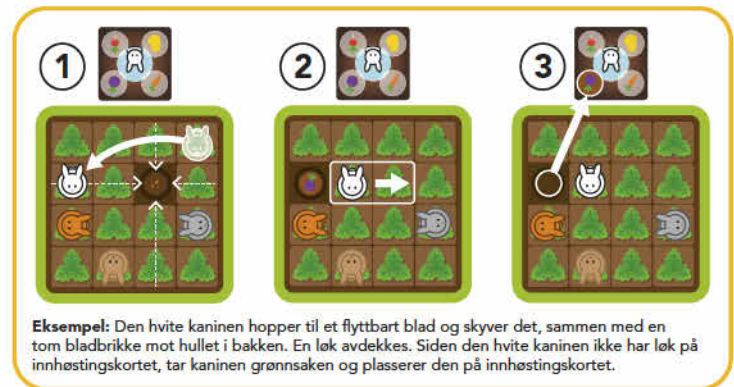 1
2
3
Eksempel: Den hvite kaninen hopper til et flyttbart blad og skyver det, sammen med en
tom bladbrikke mot hullet i bakken. En løk avdekkes. Siden den hvite kaninen ikke har løk på
innhøstingskortet, tar kaninen grønnsaken og plasserer den på innhøstingskortet.